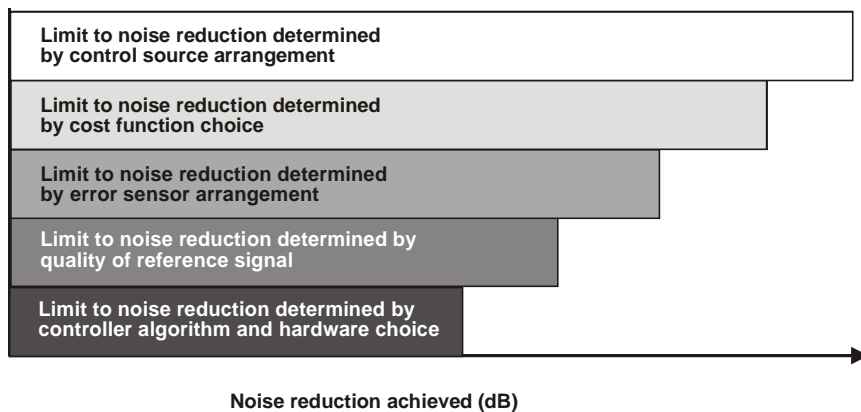 Limit to noise reduction determined
by control source arrangement
Limit to noise reduction determined
by cost function choice
Limit to noise reduction determined
by error sensor arrangement
Limit to noise reduction determined by
quality of reference signal
Limit to noise reduction determined by
controller algorithm and hardware choice
Noise reduction achieved (dB)